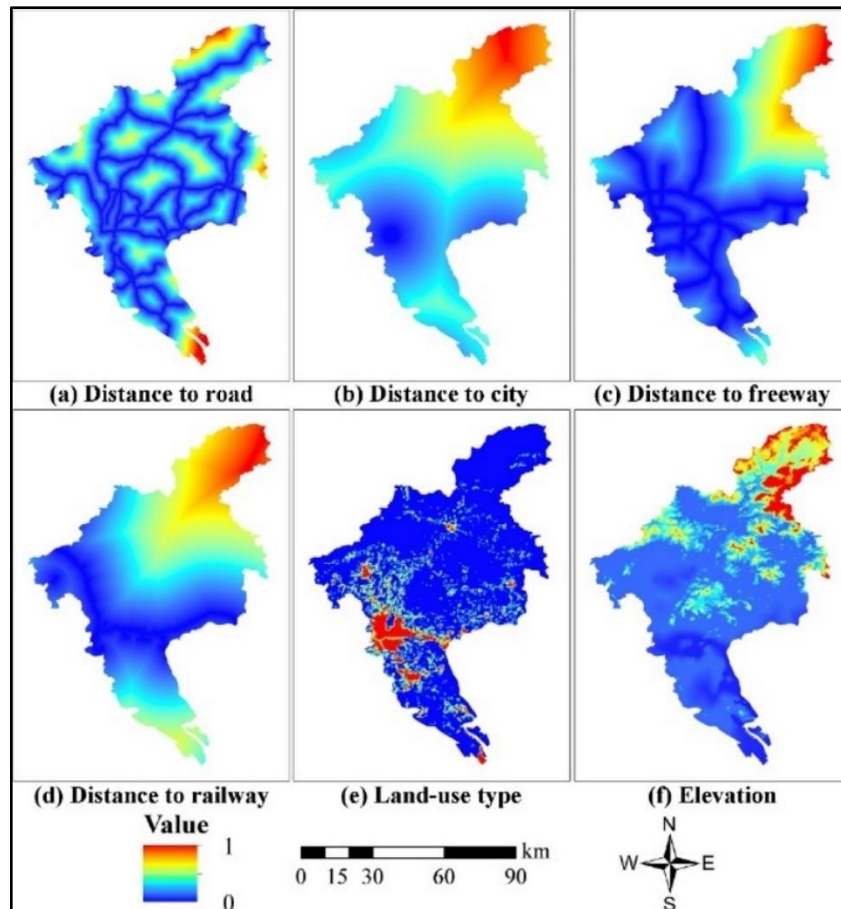 (a) Distance to road
(b) Distance to city
(c) Distance to freeway
(d) Distance to railway
(e) Land-use type
(f) Elevation
Value
1
0
km
0 15 30 60 90
N
W E
S